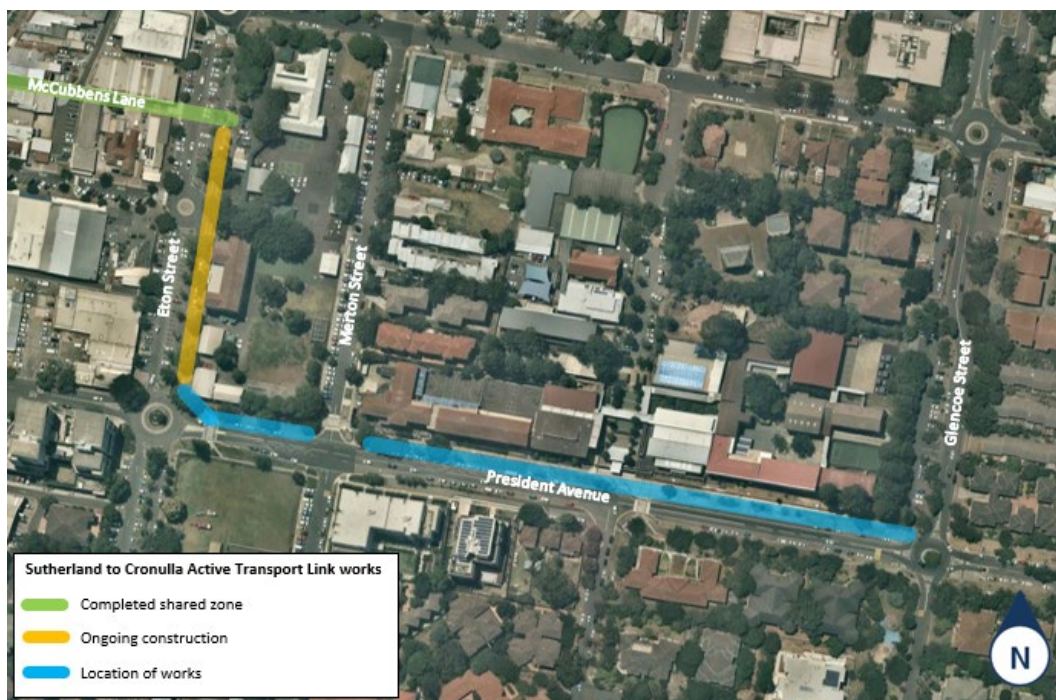 McCubbens Lane
Eton Street
Merton Street
Glencoe Street
President Avenue
Sutherland to Cronulla Active Transport Link works
Completed shared zone
Ongoing construction
Location of works
N